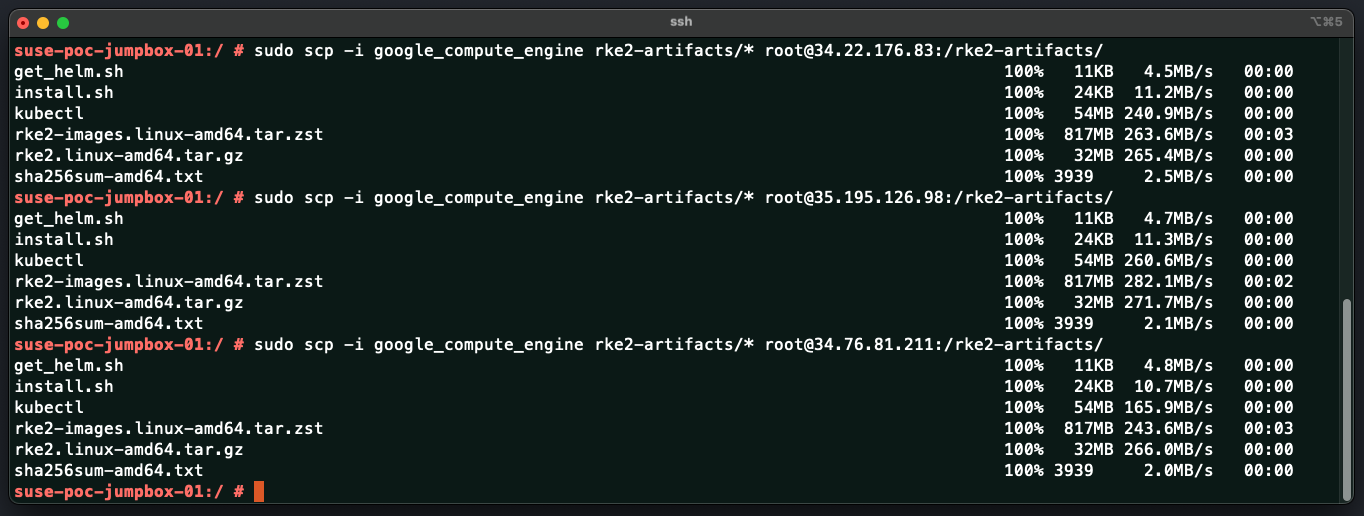 ssh
⌥⌘5
suse-poc-jumpbox-01:/ # sudo scp -i google_compute_engine rke2-artifacts/* root@34.22.176.83:/rke2-artifacts/
get_helm.sh 100% 11KB 4.5MB/s 00:00
install.sh 100% 24KB 11.2MB/s 00:00
kubectl 100% 54MB 240.9MB/s 00:00
rke2-images.linux-amd64.tar.zst 100% 817MB 263.6MB/s 00:03
rke2.linux-amd64.tar.gz 100% 32MB 265.4MB/s 00:00
sha256sum-amd64.txt 100% 3939 2.5MB/s 00:00
suse-poc-jumpbox-01:/ # sudo scp -i google_compute_engine rke2-artifacts/* root@35.195.126.98:/rke2-artifacts/
get_helm.sh 100% 11KB 4.7MB/s 00:00
install.sh 100% 24KB 11.3MB/s 00:00
kubectl 100% 54MB 260.6MB/s 00:00
rke2-images.linux-amd64.tar.zst 100% 817MB 282.1MB/s 00:02
rke2.linux-amd64.tar.gz 100% 32MB 271.7MB/s 00:00
sha256sum-amd64.txt 100% 3939 2.1MB/s 00:00
suse-poc-jumpbox-01:/ # sudo scp -i google_compute_engine rke2-artifacts/* root@34.76.81.211:/rke2-artifacts/
get_helm.sh 100% 11KB 4.8MB/s 00:00
install.sh 100% 24KB 10.7MB/s 00:00
kubectl 100% 54MB 165.9MB/s 00:00
rke2-images.linux-amd64.tar.zst 100% 817MB 243.6MB/s 00:03
rke2.linux-amd64.tar.gz 100% 32MB 266.0MB/s 00:00
sha256sum-amd64.txt 100% 3939 2.0MB/s 00:00
suse-poc-jumpbox-01:/ #